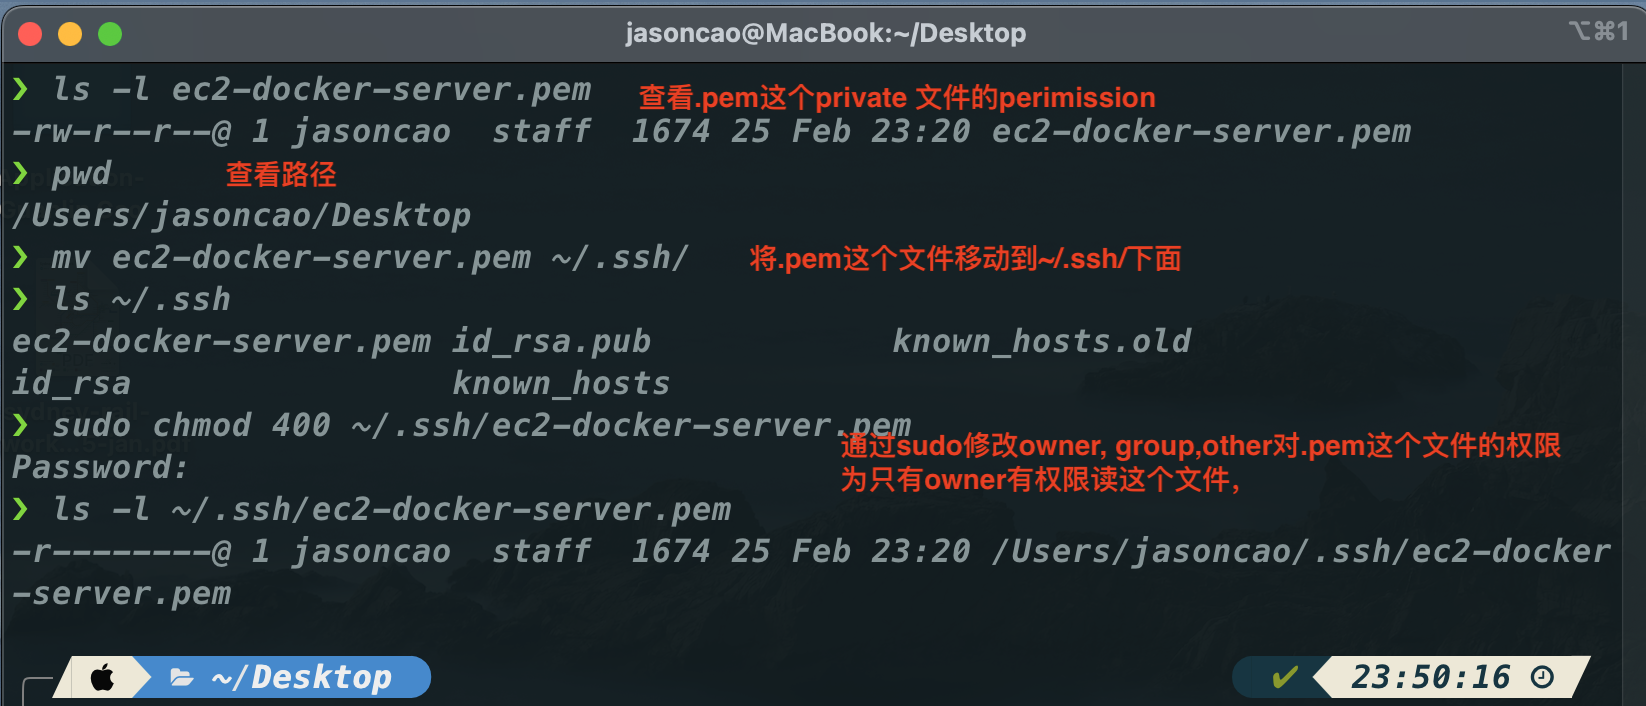 jasoncao@MacBook:~/Desktop ⌥⌘1
❯ ls -l ec2-docker-server.pem 查看.pem这个private 文件的perimission
-rw-r--r--@ 1 jasoncao  staff  1674 25 Feb 23:20 ec2-docker-server.pem
❯ pwd 查看路径
/Users/jasoncao/Desktop
❯ mv ec2-docker-server.pem ~/.ssh/ 将.pem这个文件移动到~/.ssh/下面
❯ ls ~/.ssh
ec2-docker-server.pem id_rsa.pub known_hosts.old
id_rsa known_hosts
❯ sudo chmod 400 ~/.ssh/ec2-docker-server.pem
通过sudo修改owner, group,other对.pem这个文件的权限
为只有owner有权限读这个文件,
Password:
❯ ls -l ~/.ssh/ec2-docker-server.pem
-r--------@ 1 jasoncao  staff  1674 25 Feb 23:20 /Users/jasoncao/.ssh/ec2-docker
-server.pem
~/Desktop ✔ 23:50:16